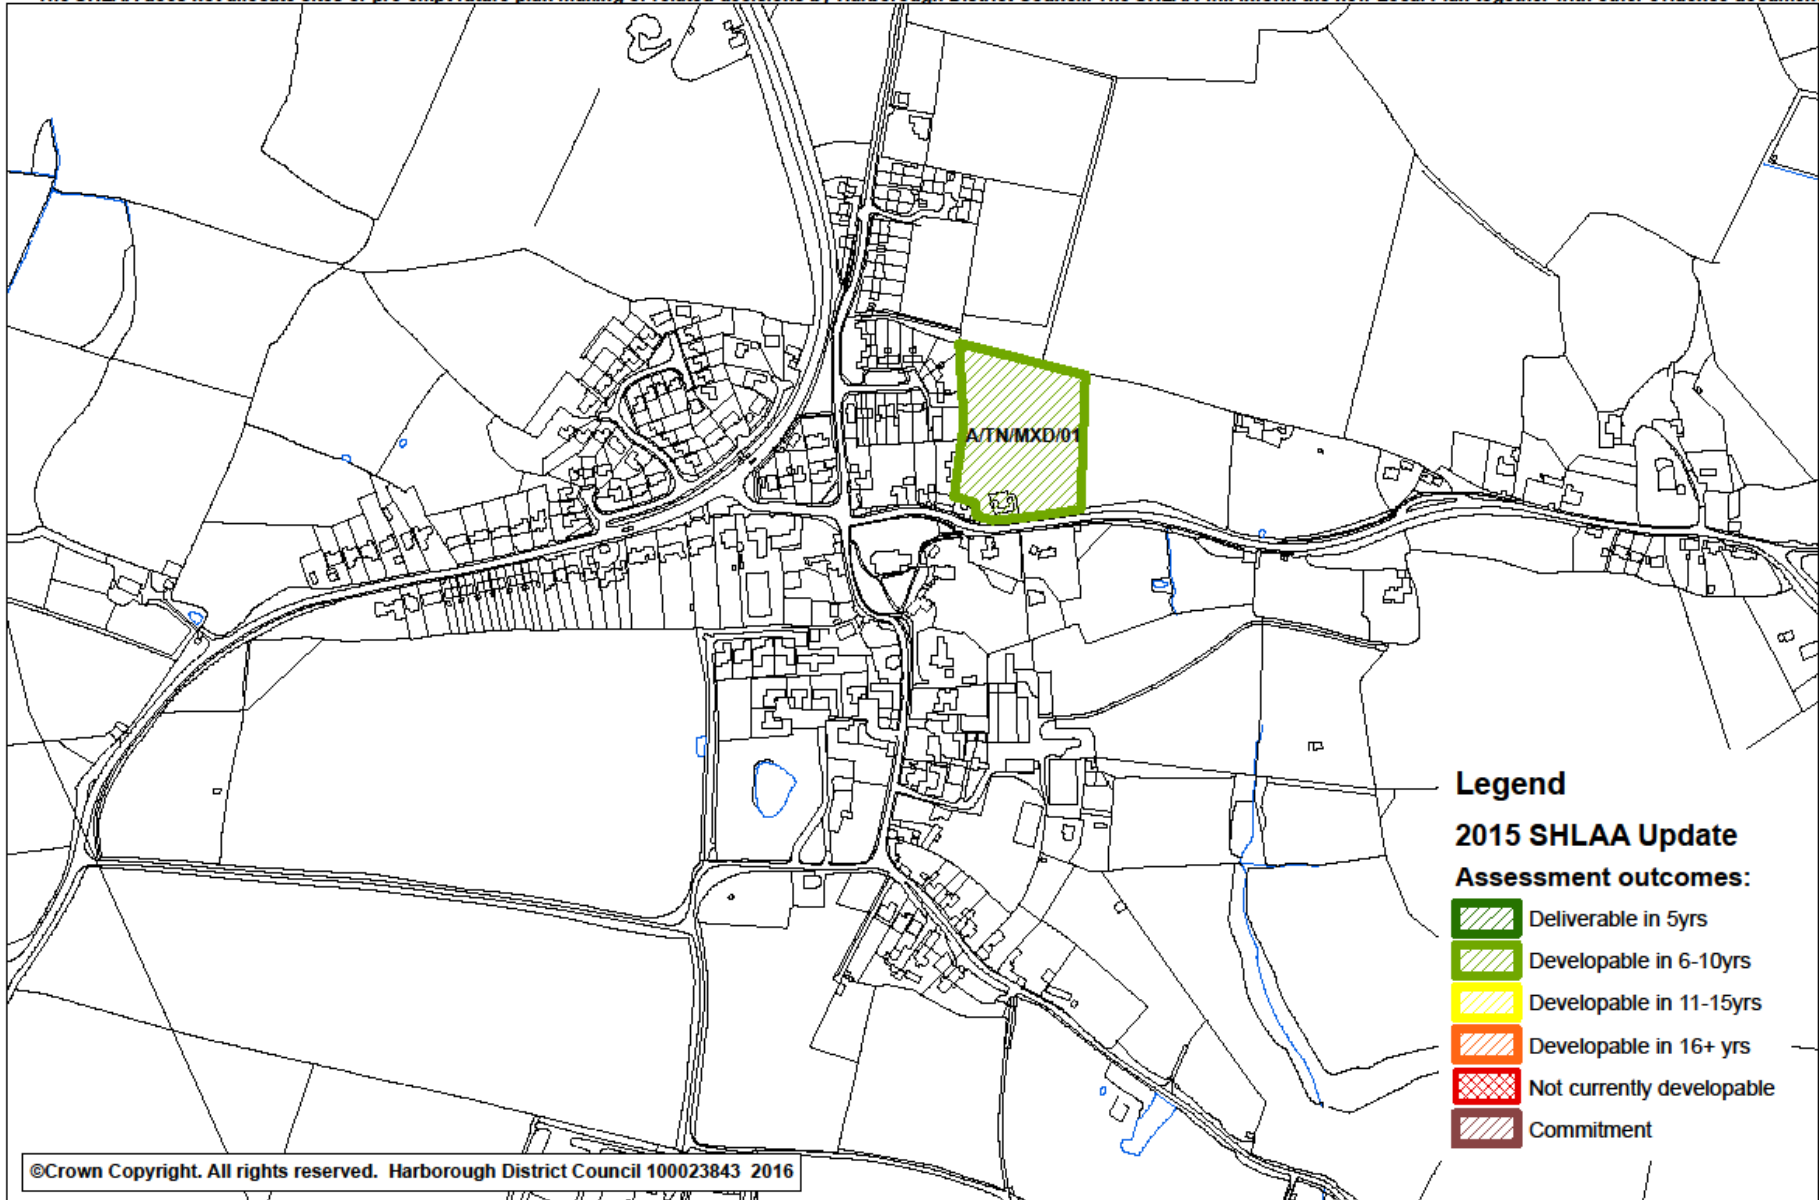 A/TN/MXD/01
Legend
2015 SHLAA Update
Assessment outcomes:
Deliverable in 5yrs
Developable in 6-10yrs
Developable in 11-15yrs
Developable in 16+ yrs
Not currently developable
Commitment
©Crown Copyright. All rights reserved. Harborough District Council 100023843 2016